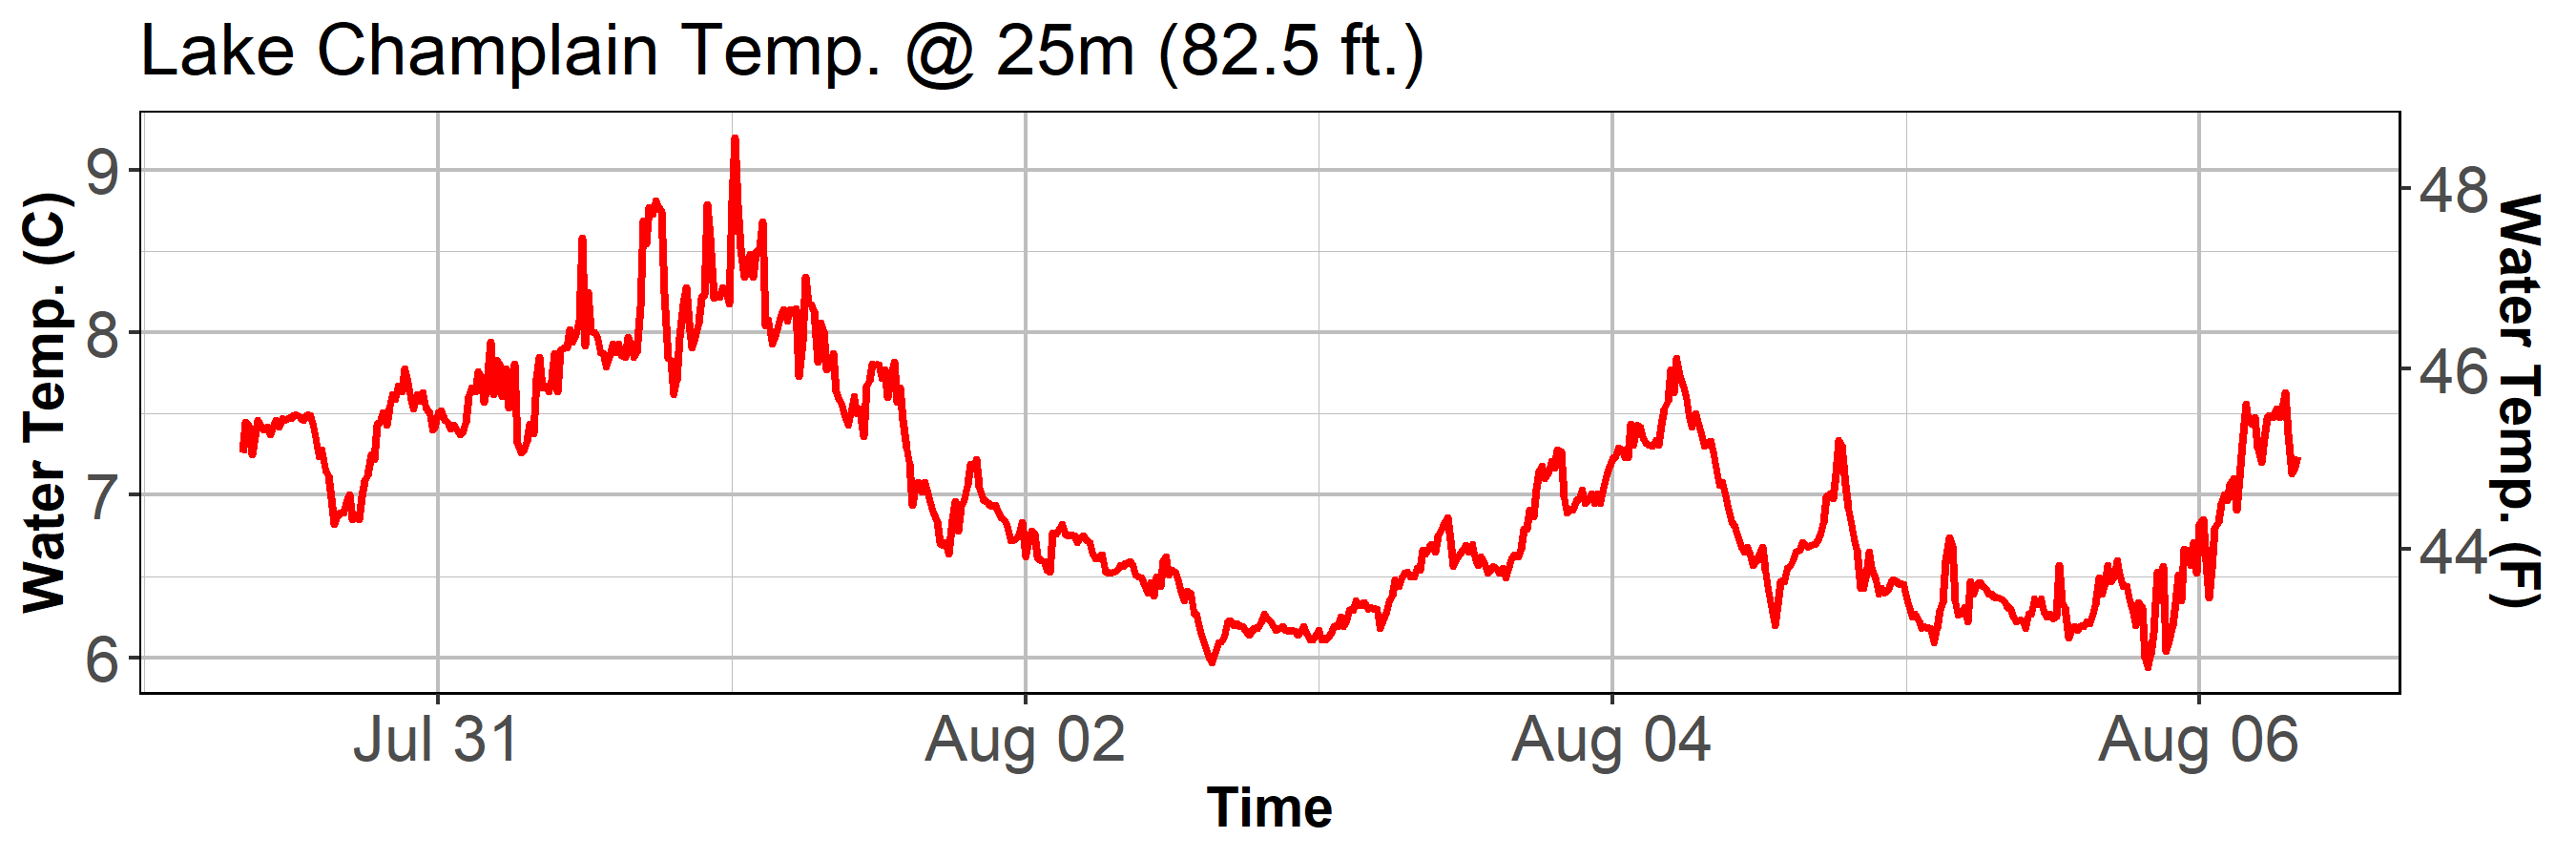 Lake Champlain Temp. @ 25m (82.5 ft.)
Water Temp. (C)
9
8
7
6
48
46
44
Water Temp. (F)
Jul 31
Aug 02
Aug 04
Aug 06
Time